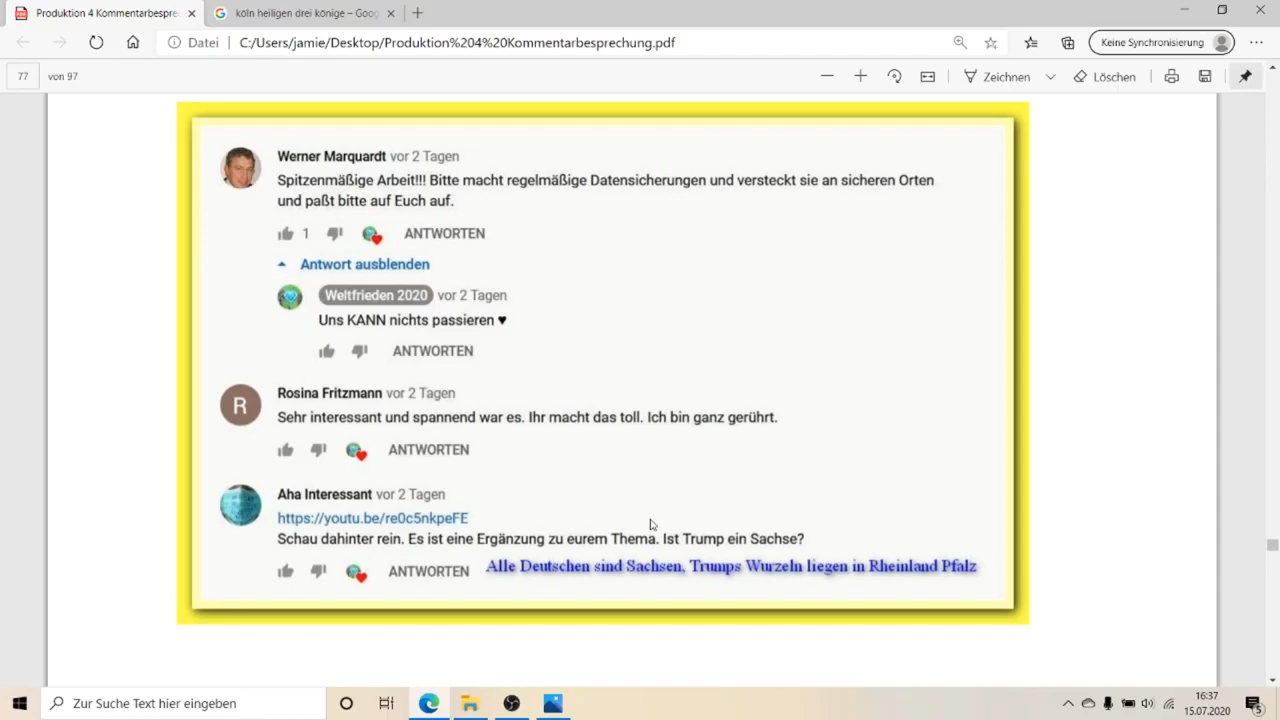 Produktion 4 Kommentarbespre
köln heiligen drei könige – Goog
Datei
C:/Users/jamie/Desktop/Produktion%204%20Kommentarbesprechung.pdf
Keine Synchronisierung
77 von 97
Zeichnen
Löschen
Werner Marquardt vor 2 Tagen
Spitzenmäßige Arbeit!!! Bitte macht regelmäßige Datensicherungen und versteckt sie an sicheren Orten
und paßt bitte auf Euch auf.
1 ANTWORTEN
Antwort ausblenden
Weltfrieden 2020 vor 2 Tagen
Uns KANN nichts passieren ♥
ANTWORTEN
R
Rosina Fritzmann vor 2 Tagen
Sehr interessant und spannend war es. Ihr macht das toll. Ich bin ganz gerührt.
ANTWORTEN
Aha Interessant vor 2 Tagen
https://youtu.be/re0c5nkpeFE
Schau dahinter rein. Es ist eine Ergänzung zu eurem Thema. Ist Trump ein Sachse?
ANTWORTEN
Alle Deutschen sind Sachsen, Trumps Wurzeln liegen in Rheinland Pfalz
Zur Suche Text hier eingeben
16:37
15.07.2020
5